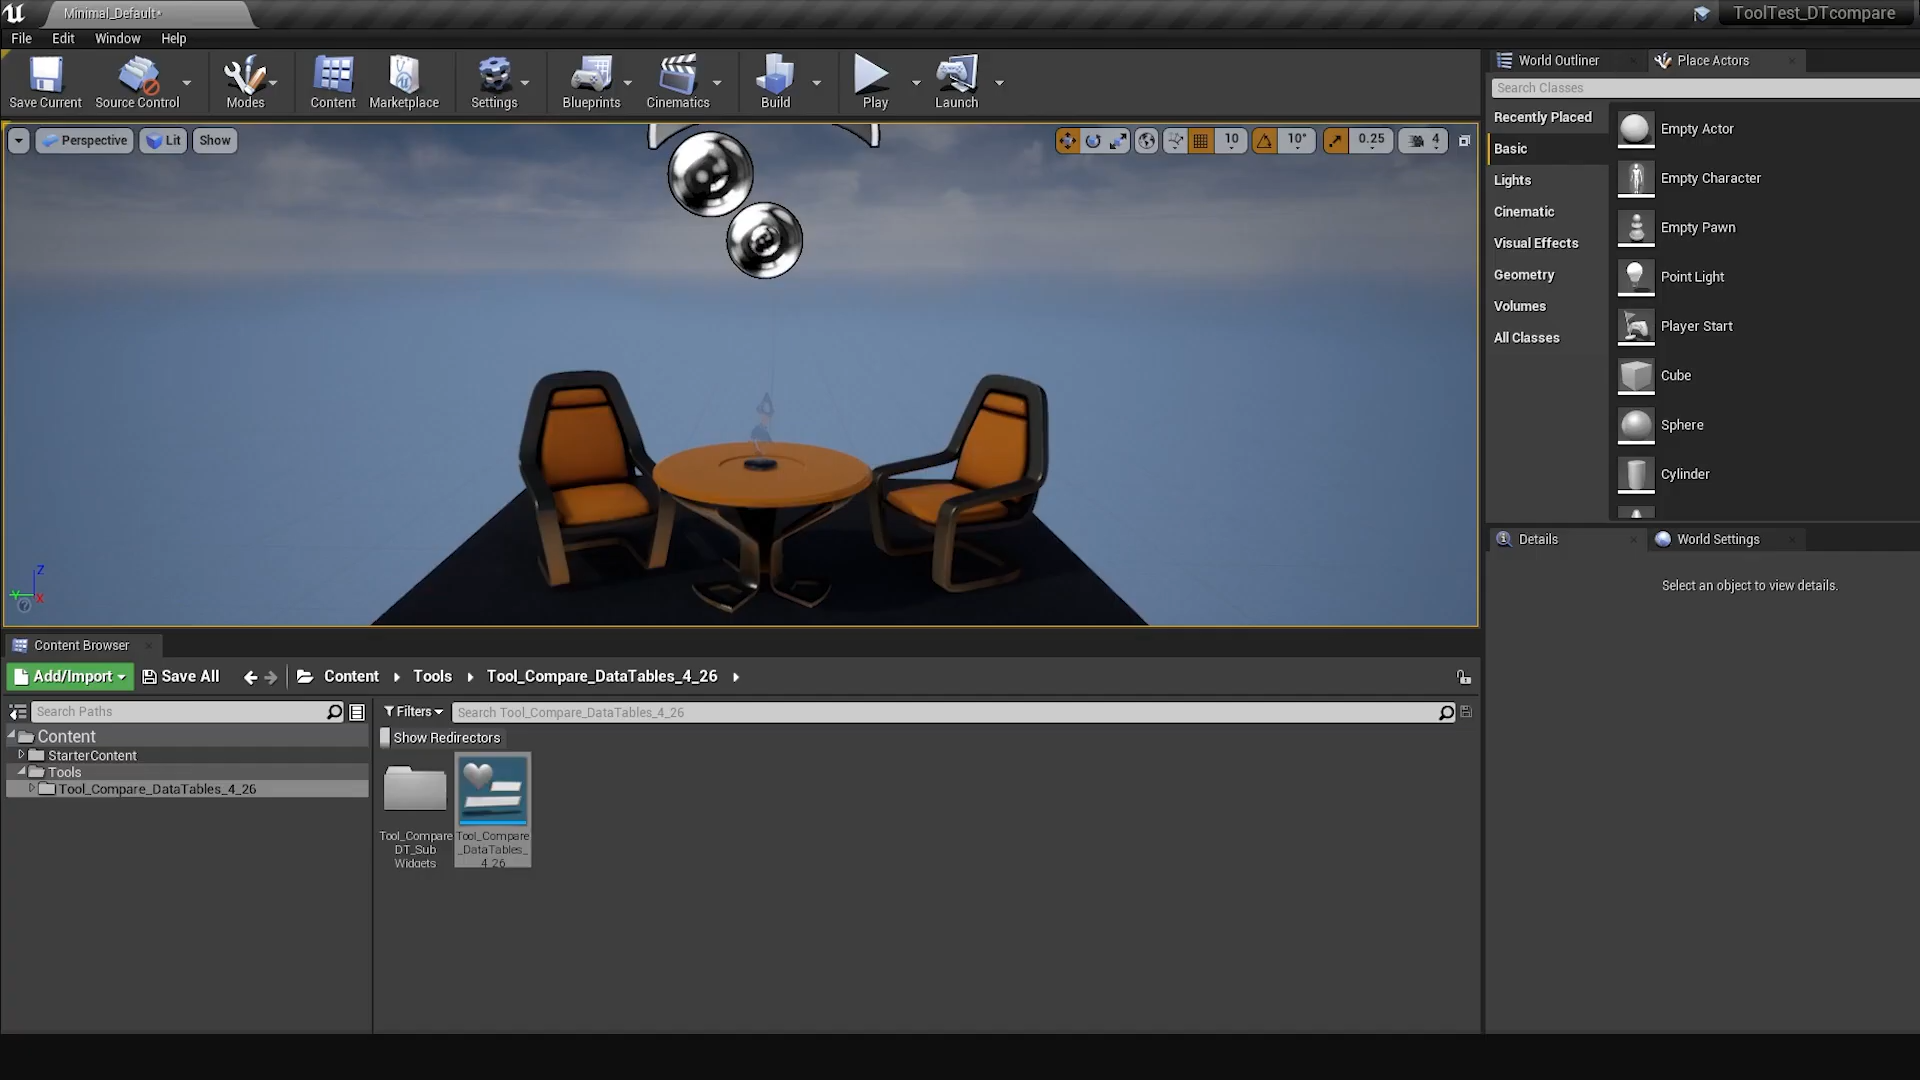 Minimal_Default*
ToolTest_DTcompare
File Edit Window Help
Save Current
Source Control
Modes
Content
Marketplace
Settings
Blueprints
Cinematics
Build
Play
Launch
Perspective
Lit
Show
10
10°
0.25
4
Z
Y
X
World Outliner
Place Actors
Search Classes
Recently Placed
Basic
Lights
Cinematic
Visual Effects
Geometry
Volumes
All Classes
Empty Actor
Empty Character
Empty Pawn
Point Light
Player Start
Cube
Sphere
Cylinder
Details
World Settings
Select an object to view details.
Content Browser
Add/Import
Save All
Content
Tools
Tool_Compare_DataTables_4_26
Search Paths
Filters
Search Tool_Compare_DataTables_4_26
Content
StarterContent
Tools
Tool_Compare_DataTables_4_26
Show Redirectors
Tool_Compare
DT_Sub
Widgets
Tool_Compare
_DataTables_
4_26